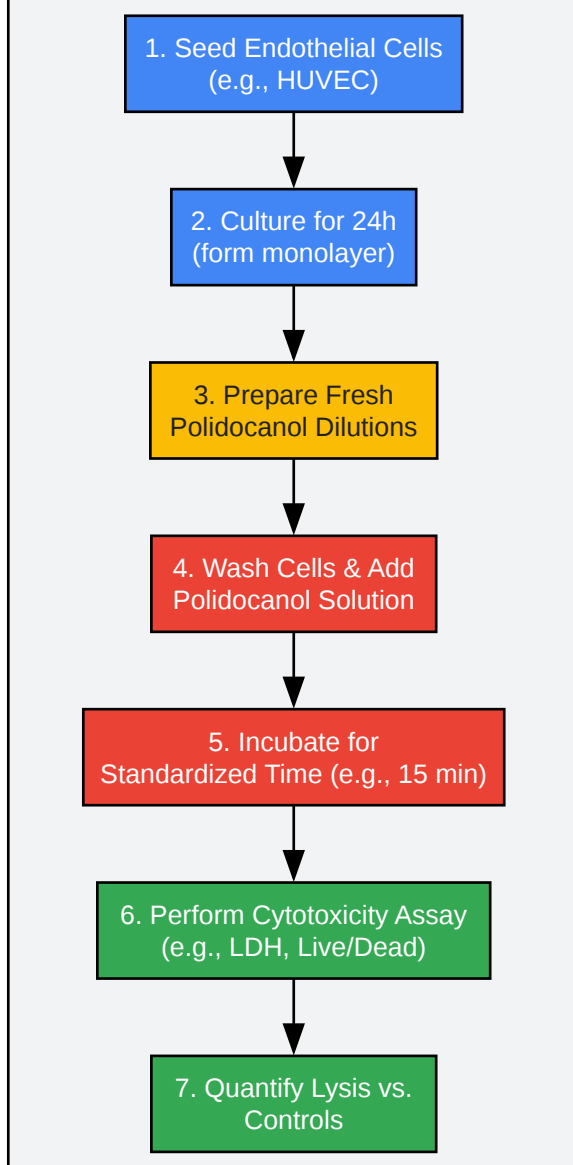 1. Seed Endothelial Cells
(e.g., HUVEC)
2. Culture for 24h
(form monolayer)
3. Prepare Fresh
Polidocanol Dilutions
4. Wash Cells & Add
Polidocanol Solution
5. Incubate for
Standardized Time (e.g., 15 min)
6. Perform Cytotoxicity Assay
(e.g., LDH, Live/Dead)
7. Quantify Lysis vs.
Controls